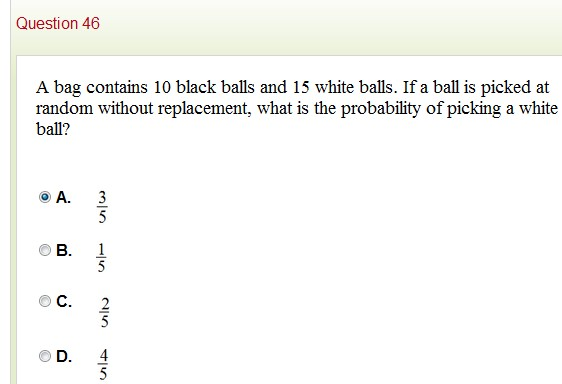 Question 46
A bag contains 10 black balls and 15 white balls. If a ball is picked at
random without replacement, what is the probability of picking a white
ball?
A. 3/5
B. 1/5
C. 2/5
D. 4/5